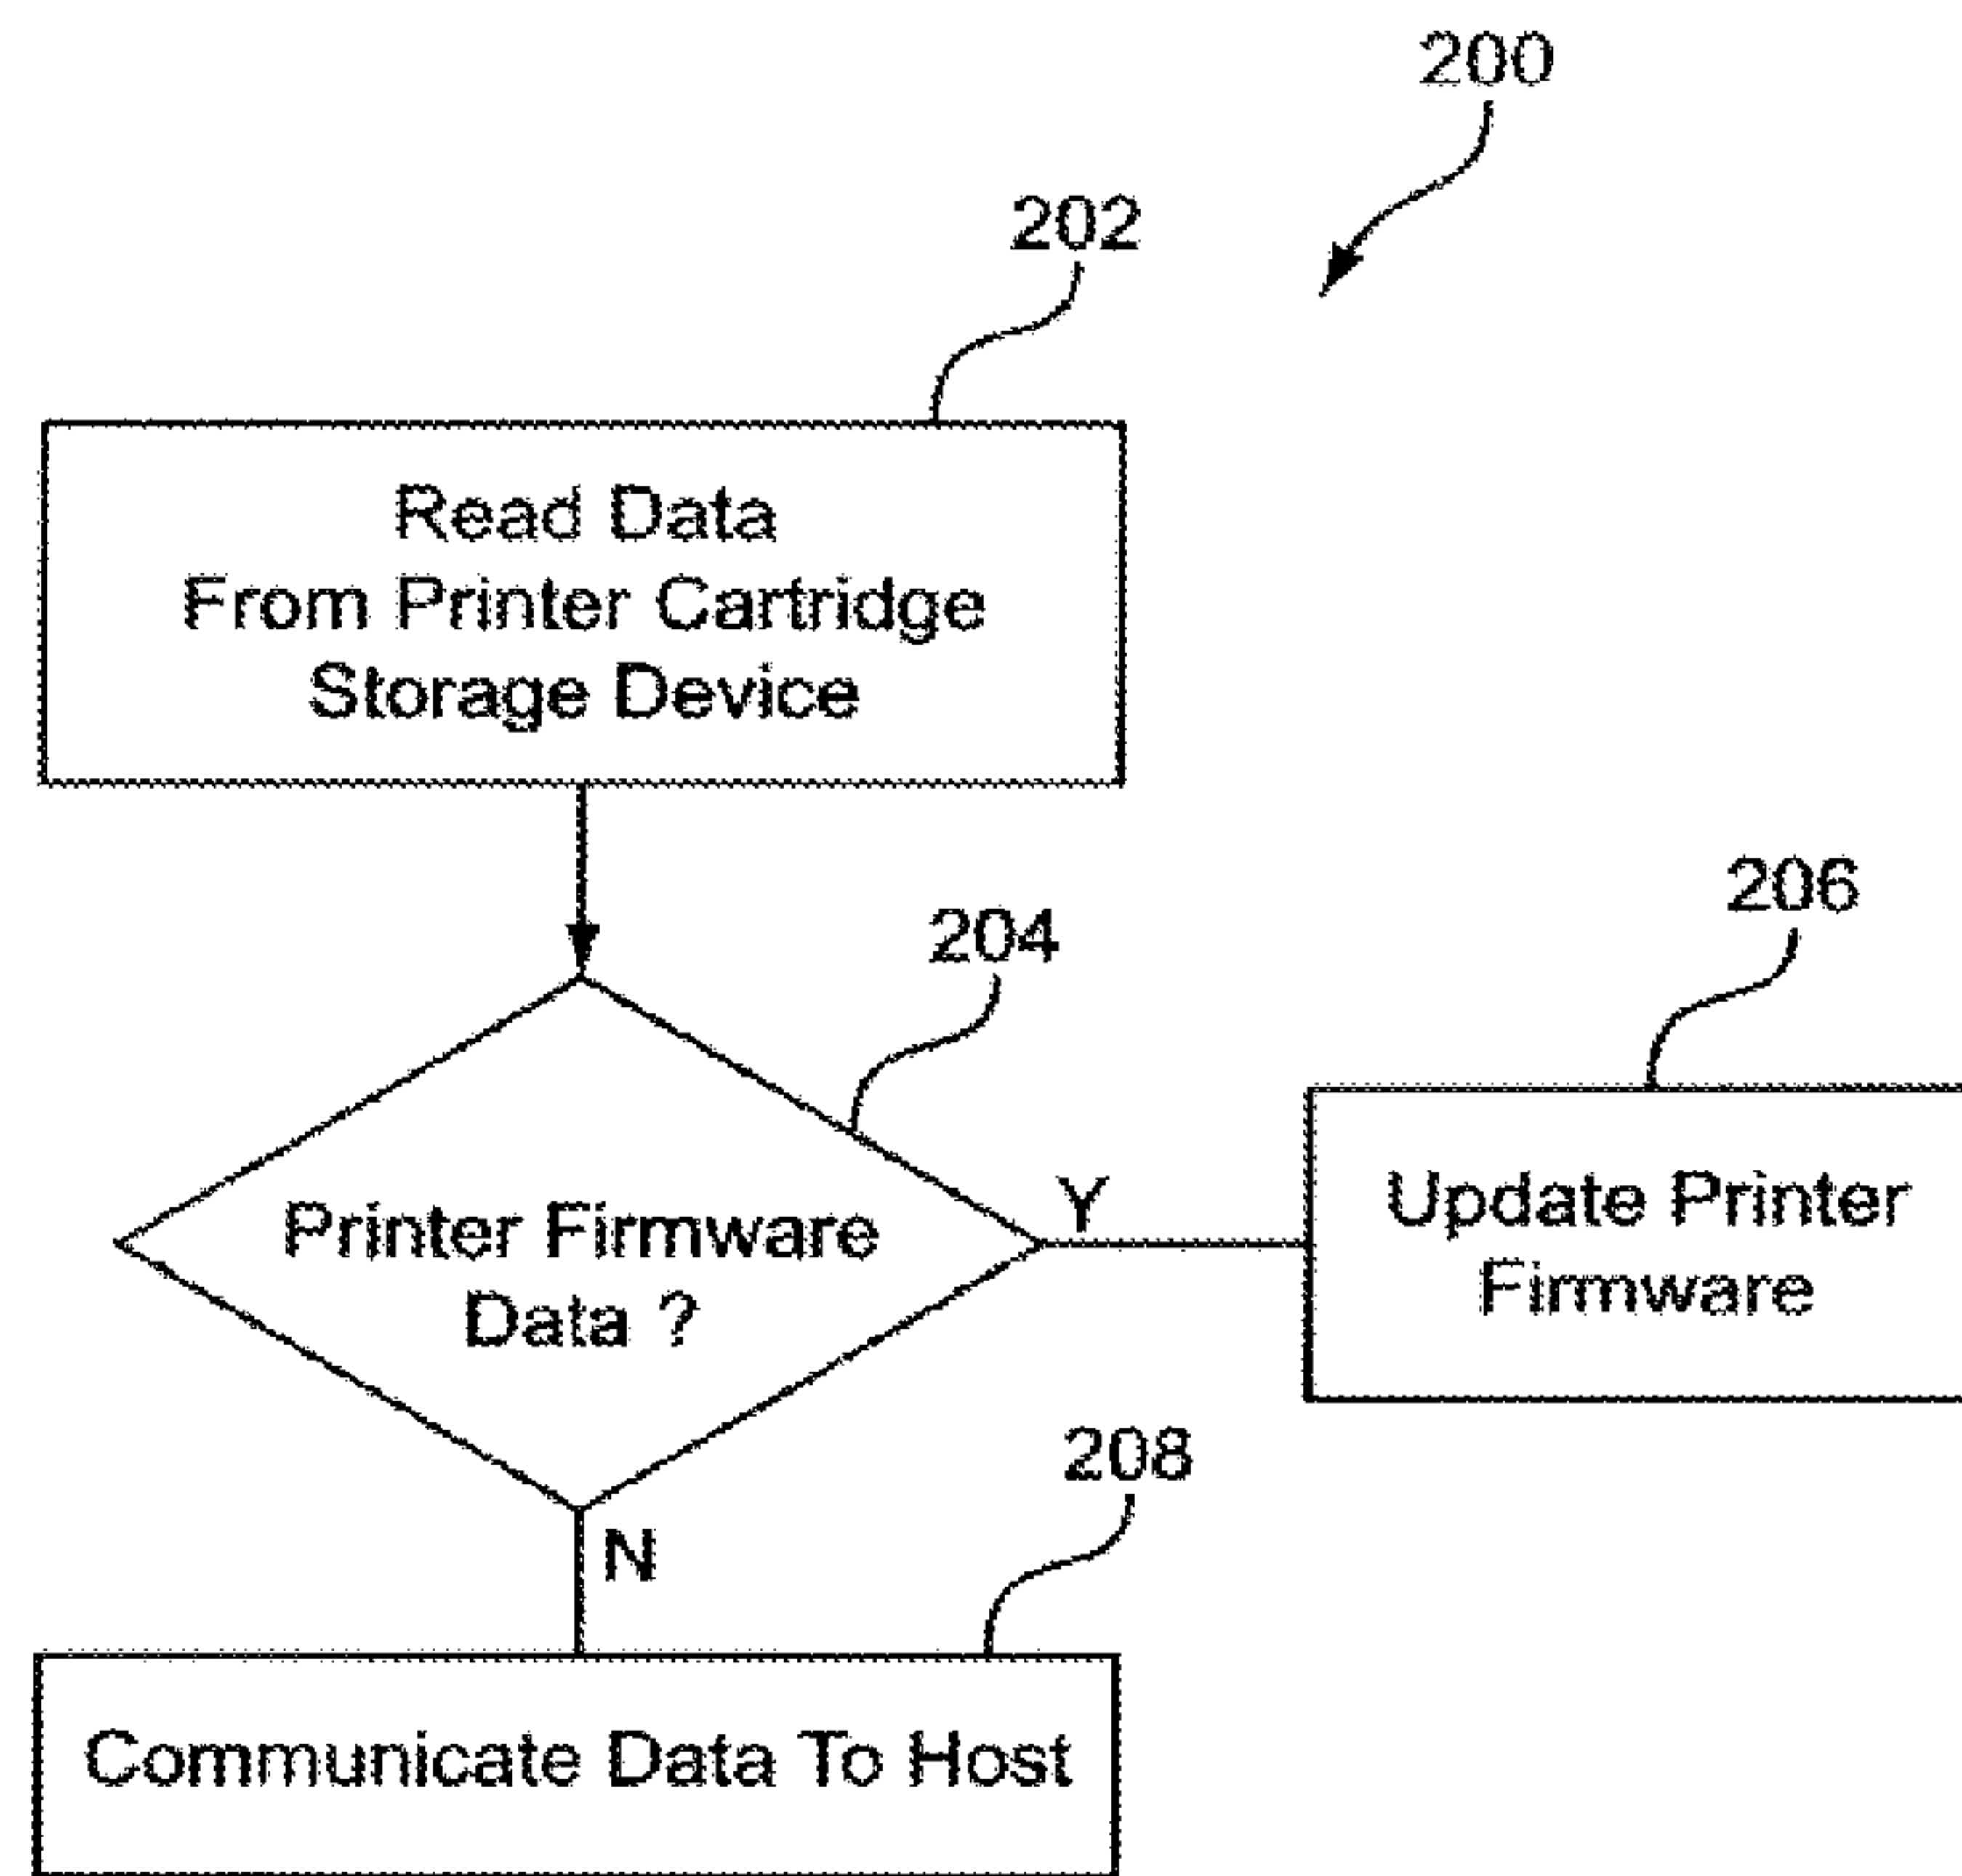 200
202
Read Data
From Printer Cartridge
Storage Device
204
206
Printer Firmware
Data ?
Y
Update Printer
Firmware
208
N
Communicate Data To Host